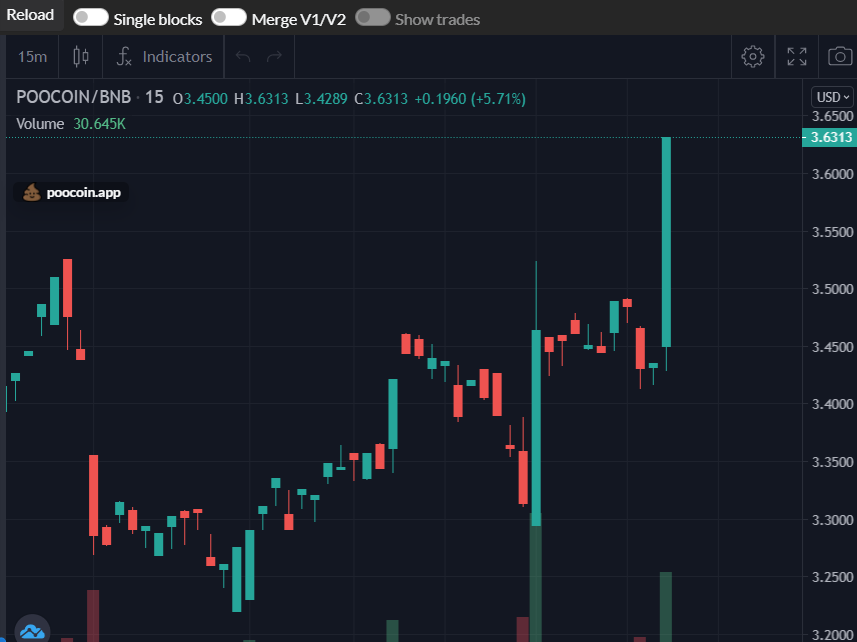 Reload Single blocks Merge V1/V2 Show trades
15m Indicators
POOCOIN/BNB · 15 O3.4500 H3.6313 L3.4289 C3.6313 +0.1960 (+5.71%)
USD
Volume 30.645K
3.6500
3.6313
3.6000
poocoin.app
3.5500
3.5000
3.4500
3.4000
3.3500
3.3000
3.2500
3.2000